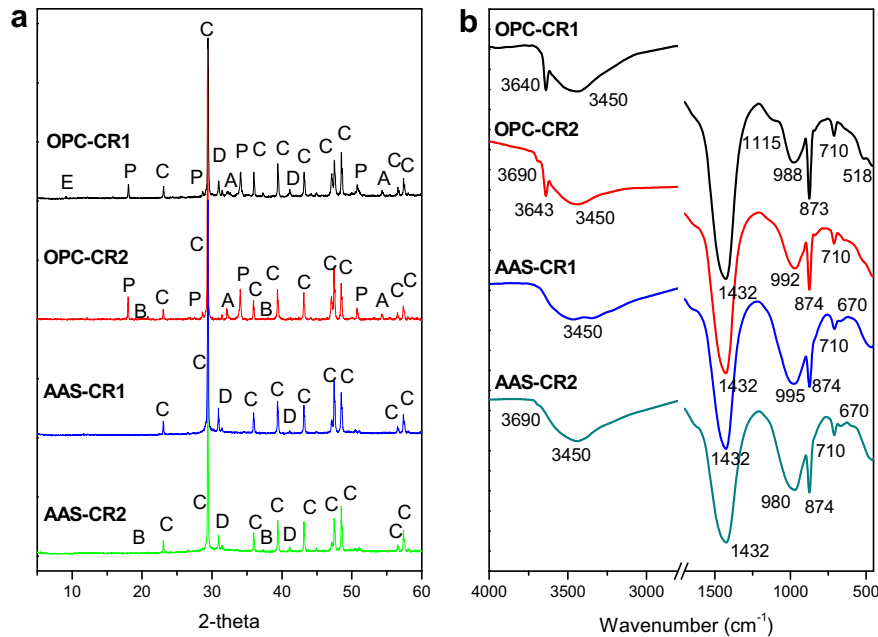 a
C
OPC-CR1
E P C P D A P C C D C C C P A C C
OPC-CR2
P B C P C A P C B C C C C P A C C
AAS-CR1
C C D C C D C C C C C
AAS-CR2
B C C D C B C D C C C C C
10 20 30 40 50 60
2-theta
b
OPC-CR1
3640 3450
1115 988 873 710 518
1432
OPC-CR2
3690 3643 3450
992 874 710
1432
AAS-CR1
3450
995 874 710 670
1432
AAS-CR2
3690 3450
980 874 710 670
1432
4000 3500 3000 1500 1000 450
Wavenumber (cm-1)